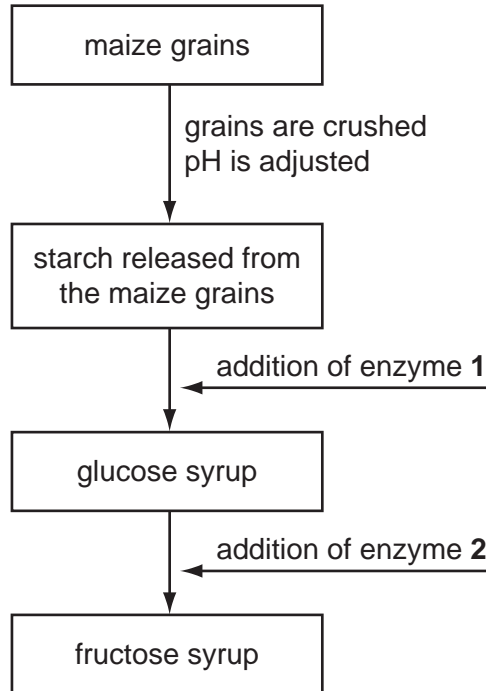 maize grains
grains are crushed
pH is adjusted
starch released from
the maize grains
addition of enzyme 1
glucose syrup
addition of enzyme 2
fructose syrup